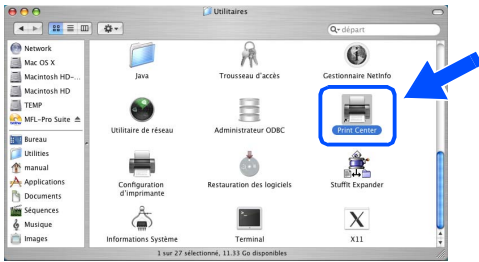 Utilitaires
départ
Network
Mac OS X
Macintosh HD-...
Macintosh HD
TEMP
MFL-Pro Suite
Bureau
Utilities
manual
Applications
Documents
Séquences
Musique
Images
Java
Trousseau d'accès
Gestionnaire NetInfo
Utilitaire de réseau
Administrateur ODBC
Print Center
Configuration
d'imprimante
Restauration des logiciels
StuffIt Expander
Informations Système
Terminal
X11
1 sur 27 sélectionné, 11.33 Go disponibles